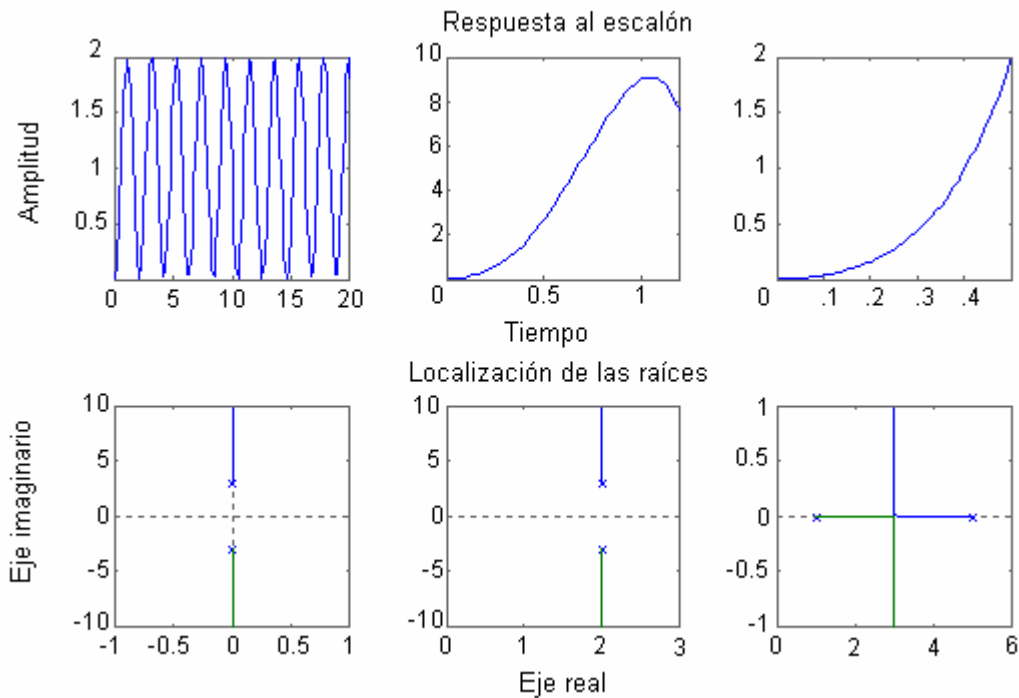 Respuesta al escalón
Amplitud
2
1.5
1
0.5
0 5 10 15 20
10
8
6
4
2
0 0.5 1
2
1.5
1
0.5
0 .1 .2 .3 .4
Tiempo
Localización de las raíces
Eje imaginario
10
5
0
-5
-10
-1 -0.5 0 0.5 1
10
5
0
-5
-10
0 1 2 3
1
0.5
0
-0.5
-1
0 2 4 6
Eje real